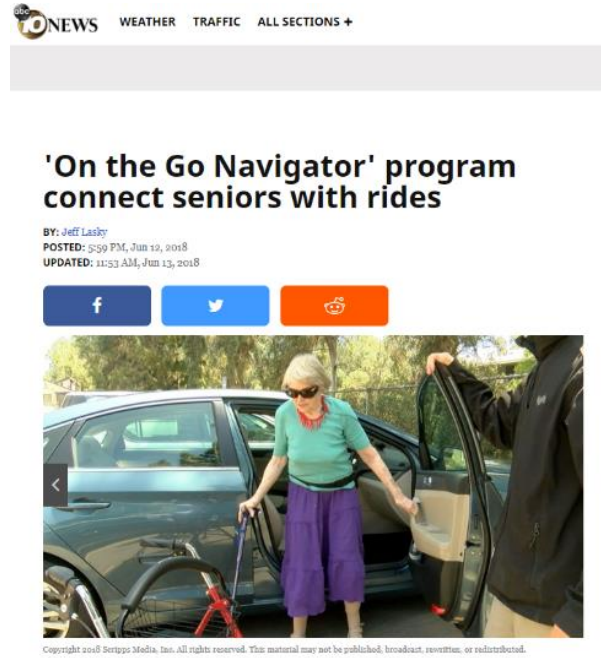 abc 10 NEWS WEATHER TRAFFIC ALL SECTIONS +
'On the Go Navigator' program
connect seniors with rides
BY: Jeff Lasky
POSTED: 5:59 PM, Jun 12, 2018
UPDATED: 11:53 AM, Jun 13, 2018
Copyright 2018 Scripps Media, Inc. All rights reserved. This material may not be published, broadcast, rewritten, or redistributed.